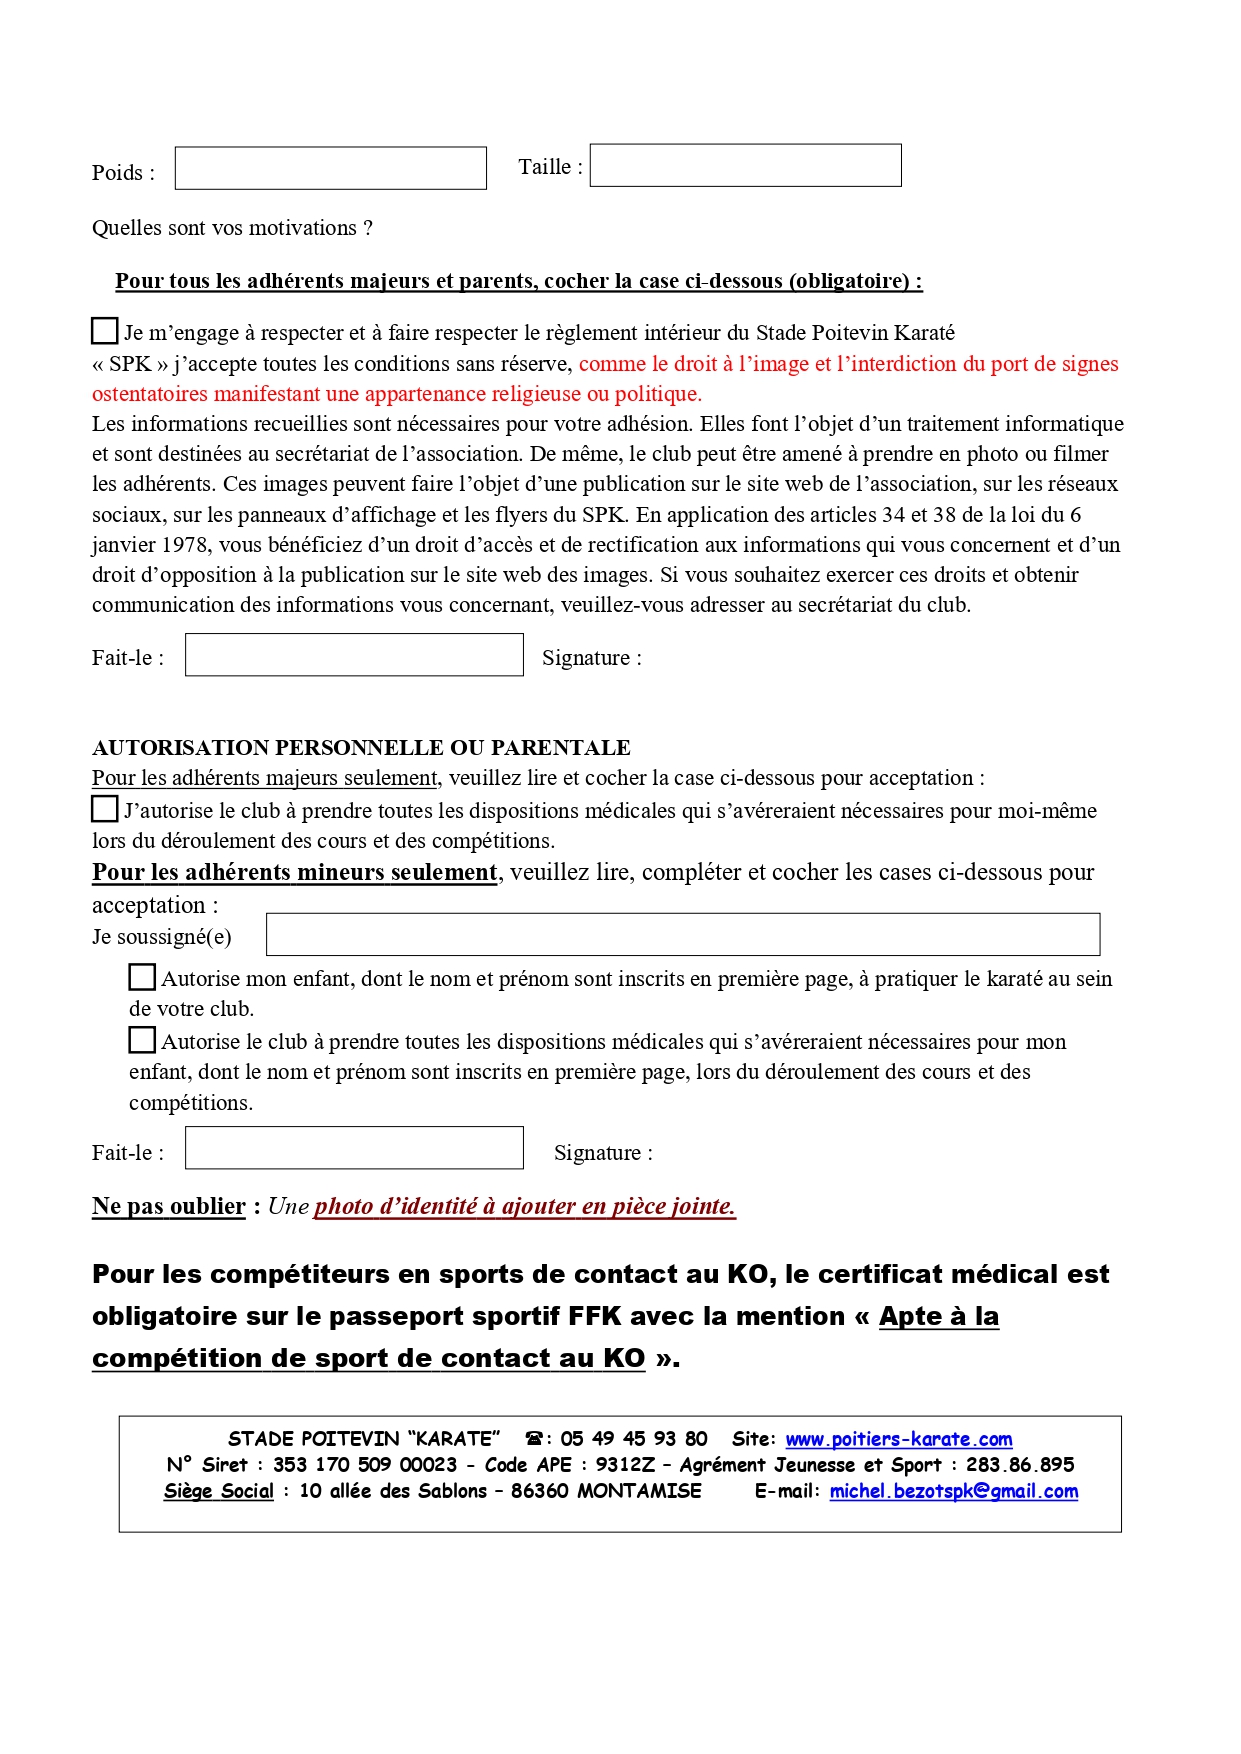 Poids :
Taille :
Quelles sont vos motivations ?
Pour tous les adhérents majeurs et parents, cocher la case ci-dessous (obligatoire) :
Je m’engage à respecter et à faire respecter le règlement intérieur du Stade Poitevin Karaté
« SPK » j’accepte toutes les conditions sans réserve, comme le droit à l’image et l’interdiction du port de signes
ostentatoires manifestant une appartenance religieuse ou politique.
Les informations recueillies sont nécessaires pour votre adhésion. Elles font l’objet d’un traitement informatique
et sont destinées au secrétariat de l’association. De même, le club peut être amené à prendre en photo ou filmer
les adhérents. Ces images peuvent faire l’objet d’une publication sur le site web de l’association, sur les réseaux
sociaux, sur les panneaux d’affichage et les flyers du SPK. En application des articles 34 et 38 de la loi du 6
janvier 1978, vous bénéficiez d’un droit d’accès et de rectification aux informations qui vous concernent et d’un
droit d’opposition à la publication sur le site web des images. Si vous souhaitez exercer ces droits et obtenir
communication des informations vous concernant, veuillez-vous adresser au secrétariat du club.
Fait-le :
Signature :
AUTORISATION PERSONNELLE OU PARENTALE
Pour les adhérents majeurs seulement, veuillez lire et cocher la case ci-dessous pour acceptation :
J’autorise le club à prendre toutes les dispositions médicales qui s’avéreraient nécessaires pour moi-même
lors du déroulement des cours et des compétitions.
Pour les adhérents mineurs seulement, veuillez lire, compléter et cocher les cases ci-dessous pour
acceptation :
Je soussigné(e)
Autorise mon enfant, dont le nom et prénom sont inscrits en première page, à pratiquer le karaté au sein
de votre club.
Autorise le club à prendre toutes les dispositions médicales qui s’avéreraient nécessaires pour mon
enfant, dont le nom et prénom sont inscrits en première page, lors du déroulement des cours et des
compétitions.
Fait-le :
Signature :
Ne pas oublier : Une photo d’identité à ajouter en pièce jointe.
Pour les compétiteurs en sports de contact au KO, le certificat médical est
obligatoire sur le passeport sportif FFK avec la mention « Apte à la
compétition de sport de contact au KO ».
STADE POITEVIN “KARATE” ☎: 05 49 45 93 80 Site: www.poitiers-karate.com
N° Siret : 353 170 509 00023 - Code APE : 9312Z – Agrément Jeunesse et Sport : 283.86.895
Siège Social : 10 allée des Sablons – 86360 MONTAMISE E-mail: michel.bezotspk@gmail.com